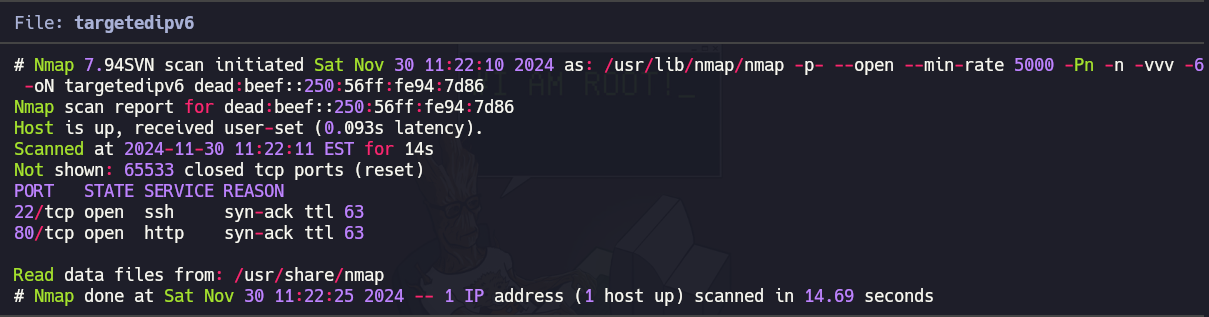 File: targetedipv6
# Nmap 7.94SVN scan initiated Sat Nov 30 11:22:10 2024 as: /usr/lib/nmap/nmap -p- --open --min-rate 5000 -Pn -n -vvv -6
-oN targetedipv6 dead:beef::250:56ff:fe94:7d86
Nmap scan report for dead:beef::250:56ff:fe94:7d86
Host is up, received user-set (0.093s latency).
Scanned at 2024-11-30 11:22:11 EST for 14s
Not shown: 65533 closed tcp ports (reset)
PORT   STATE SERVICE REASON
22/tcp open  ssh     syn-ack ttl 63
80/tcp open  http    syn-ack ttl 63
Read data files from: /usr/share/nmap
# Nmap done at Sat Nov 30 11:22:25 2024 -- 1 IP address (1 host up) scanned in 14.69 seconds
I AM ROOT!_